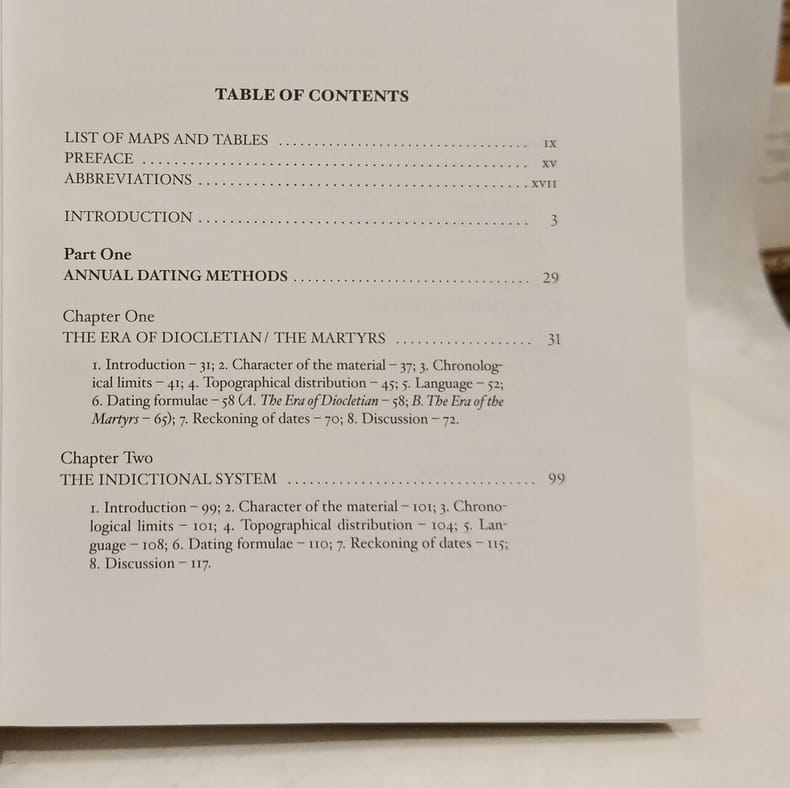 TABLE OF CONTENTS
LIST OF MAPS AND TABLES ........................................ IX
PREFACE ........................................ XV
ABBREVIATIONS ........................................ XVII
INTRODUCTION ........................................ 3
Part One
ANNUAL DATING METHODS ........................................ 29
Chapter One
THE ERA OF DIOCLETIAN / THE MARTYRS ................... 31
1. Introduction – 31; 2. Character of the material – 37; 3. Chronolog-
ical limits – 41; 4. Topographical distribution – 45; 5. Language – 52;
6. Dating formulae – 58 (A. The Era of Diocletian – 58; B. The Era of the
Martyrs – 65); 7. Reckoning of dates – 70; 8. Discussion – 72.
Chapter Two
THE INDICTIONAL SYSTEM ................................... 99
1. Introduction – 99; 2. Character of the material – 101; 3. Chrono-
logical limits – 101; 4. Topographical distribution – 104; 5. Lan-
guage – 108; 6. Dating formulae – 110; 7. Reckoning of dates – 115;
8. Discussion – 117.